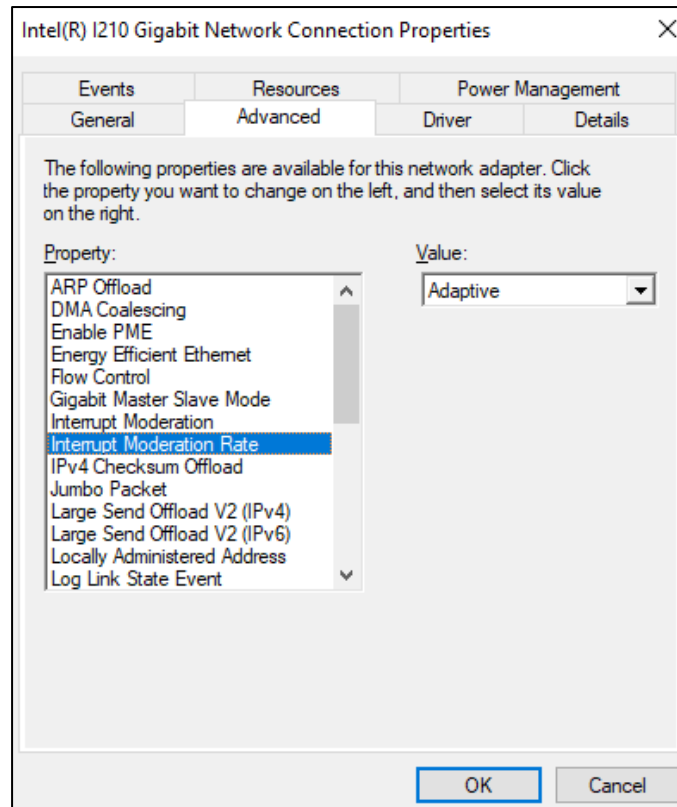 Intel(R) I210 Gigabit Network Connection Properties
Events Resources Power Management
General Advanced Driver Details
The following properties are available for this network adapter. Click
the property you want to change on the left, and then select its value
on the right.
Property:
ARP Offload
DMA Coalescing
Enable PME
Energy Efficient Ethernet
Flow Control
Gigabit Master Slave Mode
Interrupt Moderation
Interrupt Moderation Rate
IPv4 Checksum Offload
Jumbo Packet
Large Send Offload V2 (IPv4)
Large Send Offload V2 (IPv6)
Locally Administered Address
Log Link State Event
Value:
Adaptive
OK Cancel